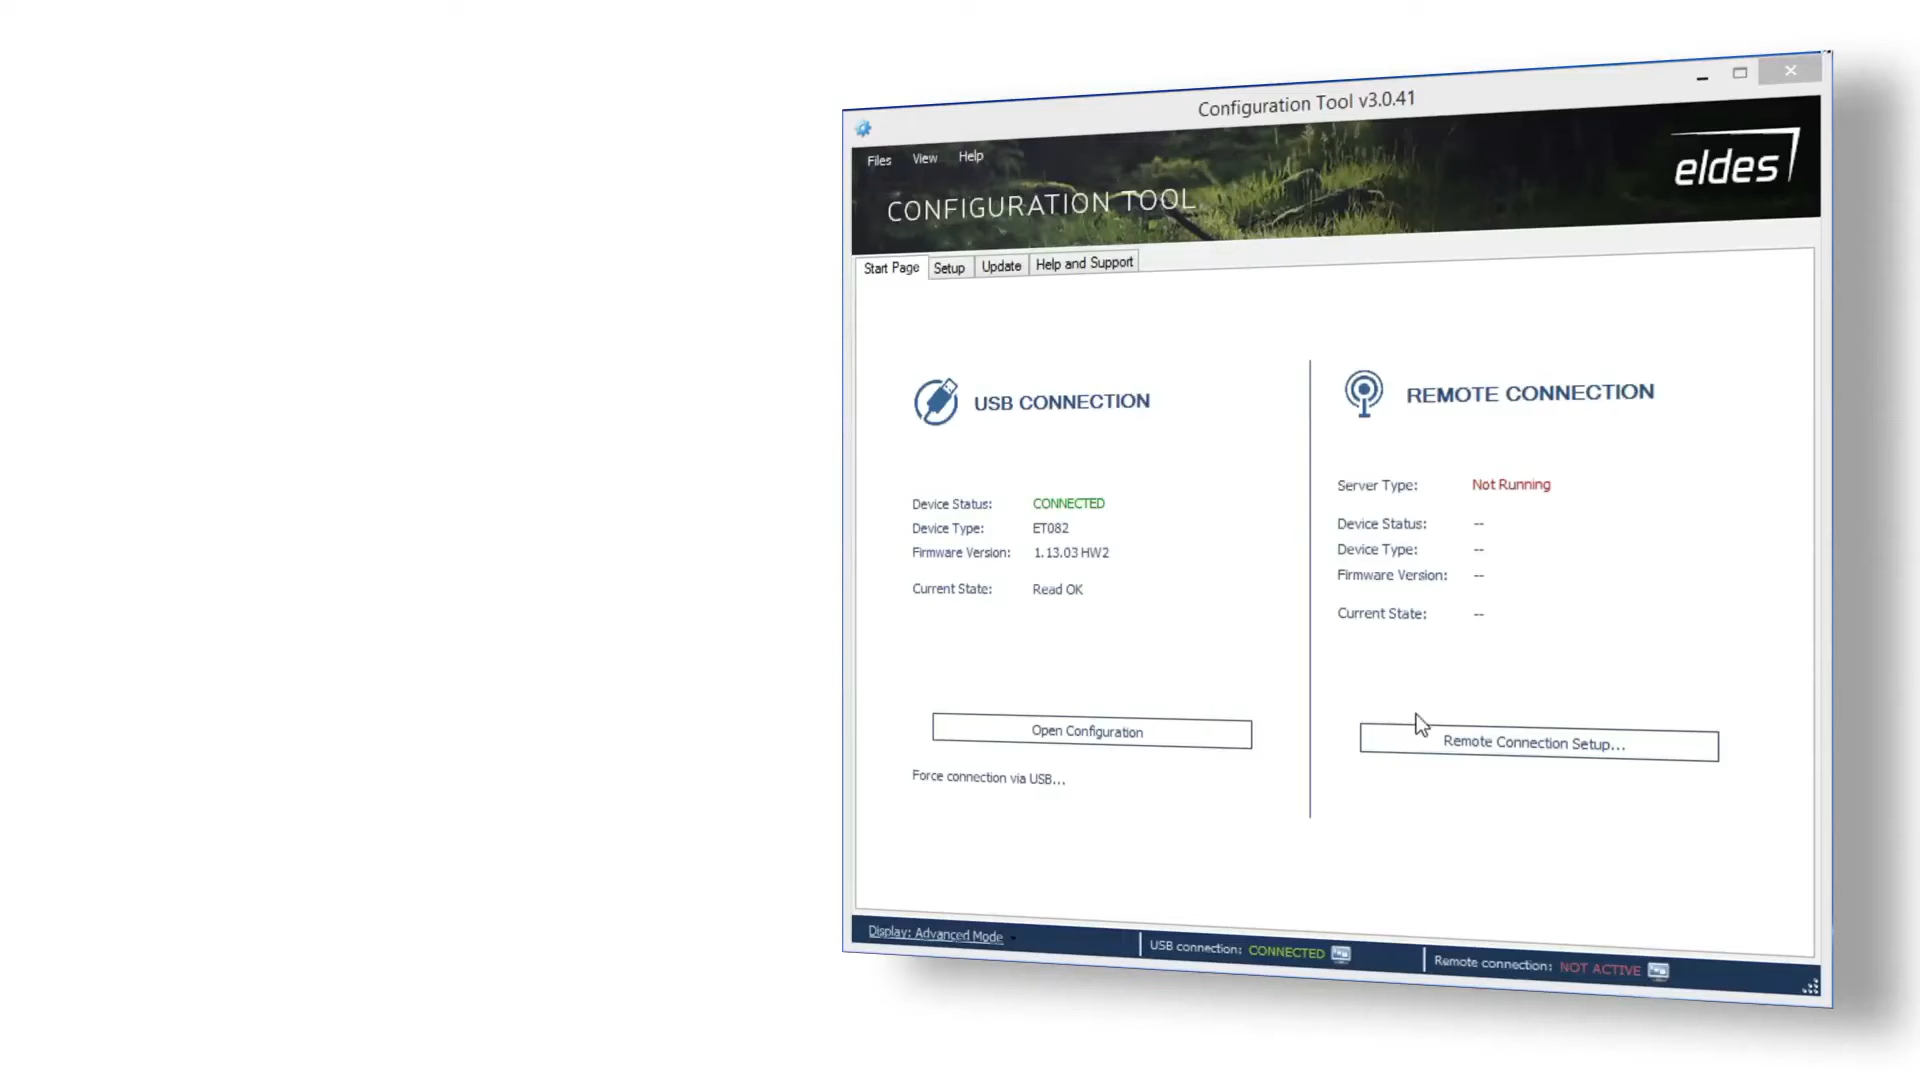 Configuration Tool v3.0.41
Files View Help
eldes
CONFIGURATION TOOL
Start Page Setup Update Help and Support
USB CONNECTION
Device Status: CONNECTED
Device Type: ET082
Firmware Version: 1.13.03 HW2
Current State: Read OK
Open Configuration
Force connection via USB...
REMOTE CONNECTION
Server Type: Not Running
Device Status: --
Device Type: --
Firmware Version: --
Current State: --
Remote Connection Setup...
Display: Advanced Mode
USB connection: CONNECTED
Remote connection: NOT ACTIVE